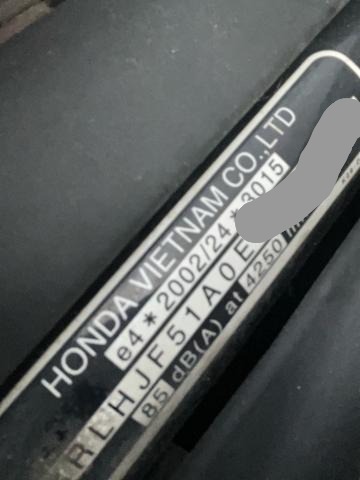 HONDA VIETNAM CO.,LTD
e4*2002/24*3015
RLHJF51A0E
85 dB(A) at 4250